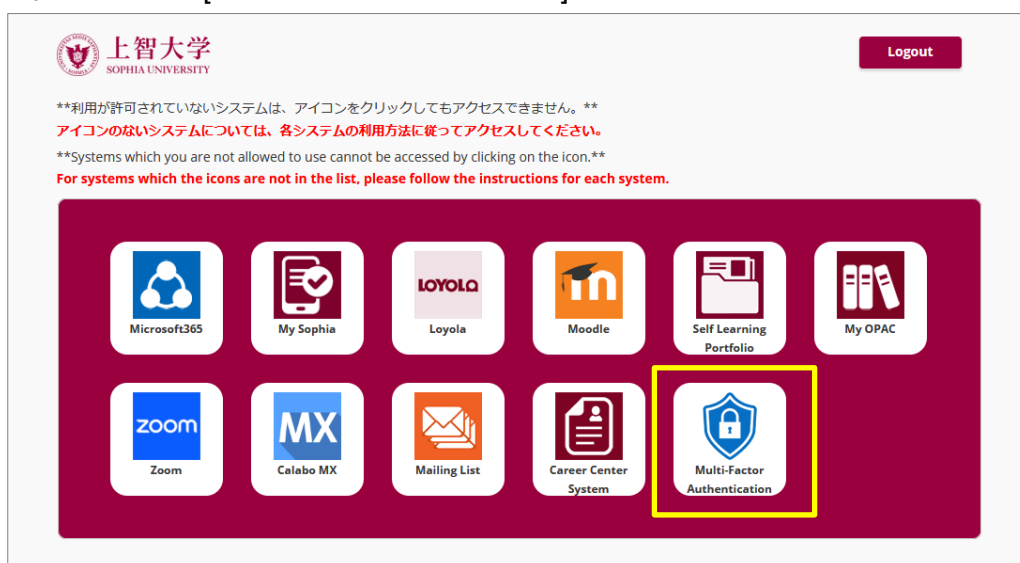 上智大学
SOPHIA UNIVERSITY
Logout
**利用が許可されていないシステムは、アイコンをクリックしてもアクセスできません。**
アイコンのないシステムについては、各システムの利用方法に従ってアクセスしてください。
**Systems which you are not allowed to use cannot be accessed by clicking on the icon.**
For systems which the icons are not in the list, please follow the instructions for each system.
Microsoft365
My Sophia
LOYOLA
Loyola
m
Moodle
Self Learning
Portfolio
My OPAC
zoom
Zoom
MX
Calabo MX
Mailing List
Career Center
System
Multi-Factor
Authentication